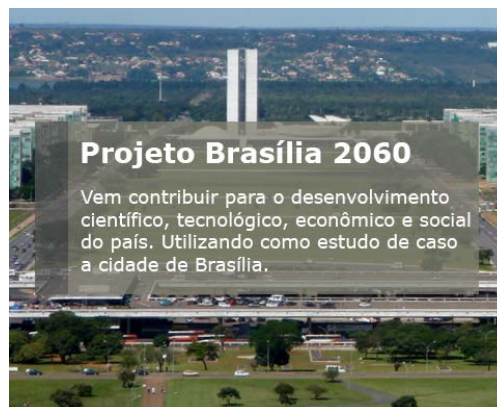 Projeto Brasília 2060
Vem contribuir para o desenvolvimento
científico, tecnológico, econômico e social
do país. Utilizando como estudo de caso
a cidade de Brasília.